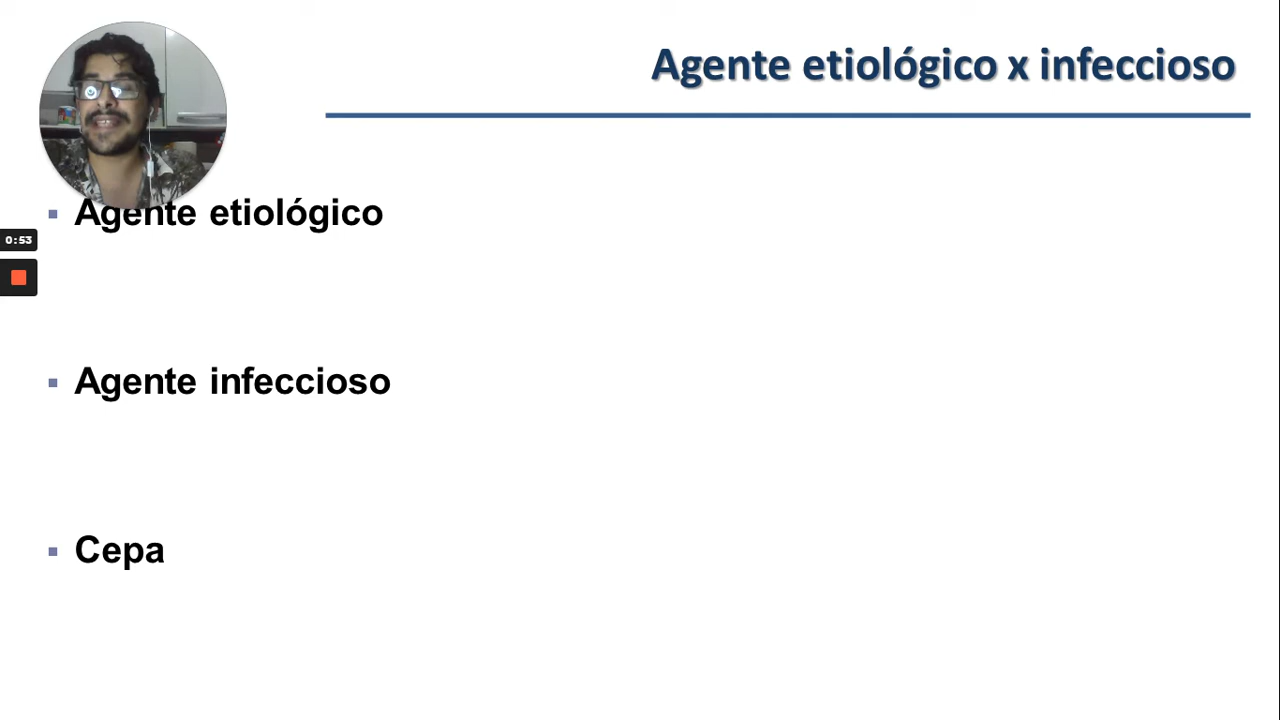 Agente etiológico x infeccioso
Agente etiológico
0:53
Agente infeccioso
Cepa